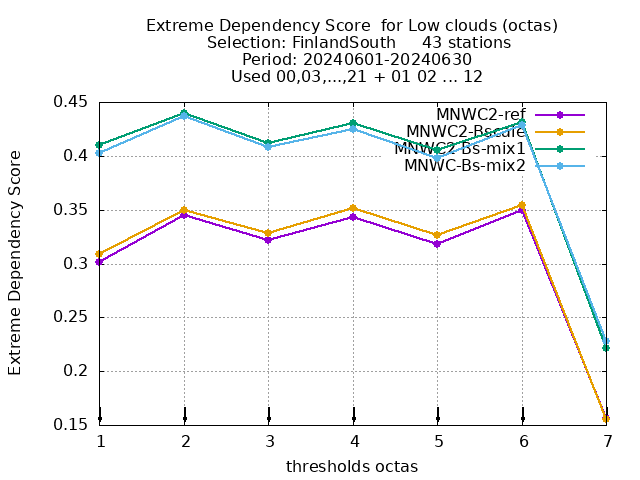 Extreme Dependency Score  for Low clouds (octas)
Selection: FinlandSouth     43 stations
Period: 20240601-20240630
Used 00,03,...,21 + 01 02 ... 12
MNWC2-ref
MNWC2-Bscafe
MNWC2-Bs-mix1
MNWC-Bs-mix2
Extreme Dependency Score
0.45
0.4
0.35
0.3
0.25
0.2
0.15
1 2 3 4 5 6 7
thresholds octas